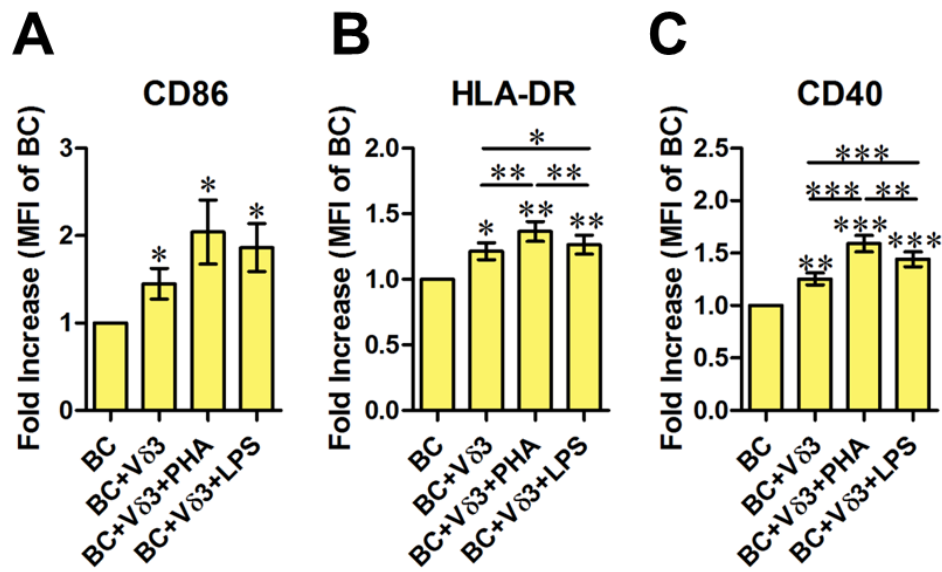 A
CD86
Fold Increase (MFI of BC)
3
2
1
0
*
*
*
BC
BC+Vδ3
BC+Vδ3+PHA
BC+Vδ3+LPS
B
HLA-DR
Fold Increase (MFI of BC)
2.0
1.5
1.0
0.5
0.0
*
** **
*
**
**
BC
BC+Vδ3
BC+Vδ3+PHA
BC+Vδ3+LPS
C
CD40
Fold Increase (MFI of BC)
2.5
2.0
1.5
1.0
0.5
0.0
***
*** **
**
***
***
BC
BC+Vδ3
BC+Vδ3+PHA
BC+Vδ3+LPS